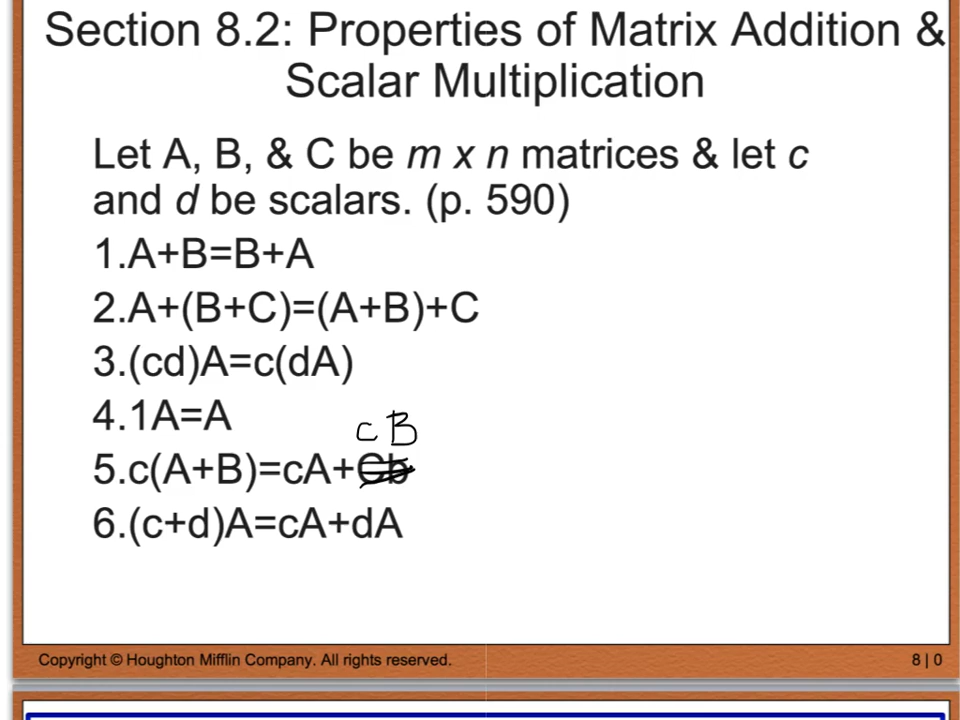 Section 8.2: Properties of Matrix Addition &
Scalar Multiplication
Let A, B, & C be m x n matrices & let c
and d be scalars. (p. 590)
1.A+B=B+A
2.A+(B+C)=(A+B)+C
3.(cd)A=c(dA)
4.1A=A
c B
5.c(A+B)=cA+Cb
6.(c+d)A=cA+dA
Copyright © Houghton Mifflin Company. All rights reserved.
8 | 0